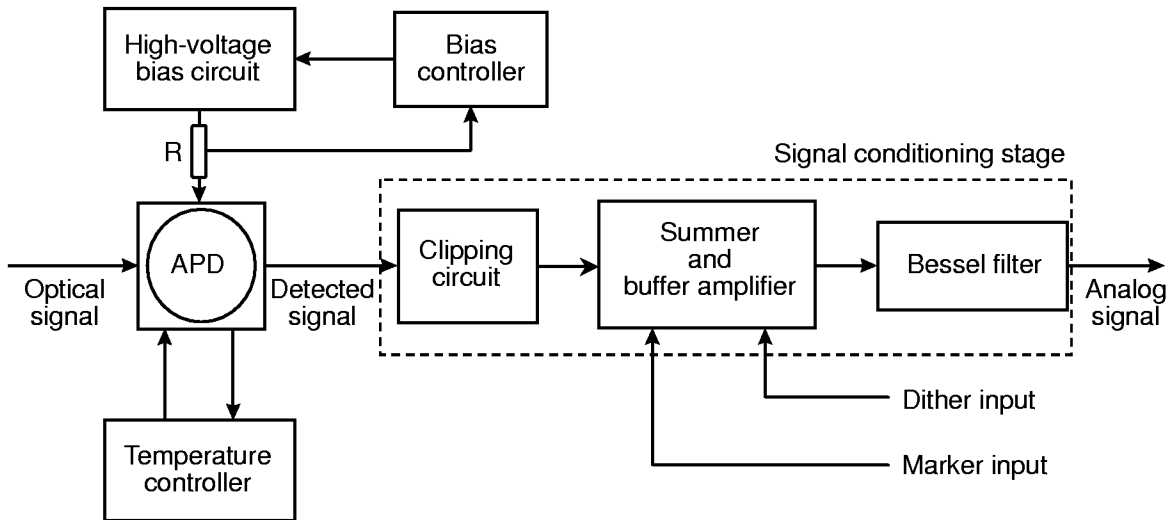 High-voltage
bias circuit
Bias
controller
R
Signal conditioning stage
APD
Clipping
circuit
Summer
and
buffer amplifier
Bessel filter
Optical
signal
Detected
signal
Analog
signal
Dither input
Temperature
controller
Marker input